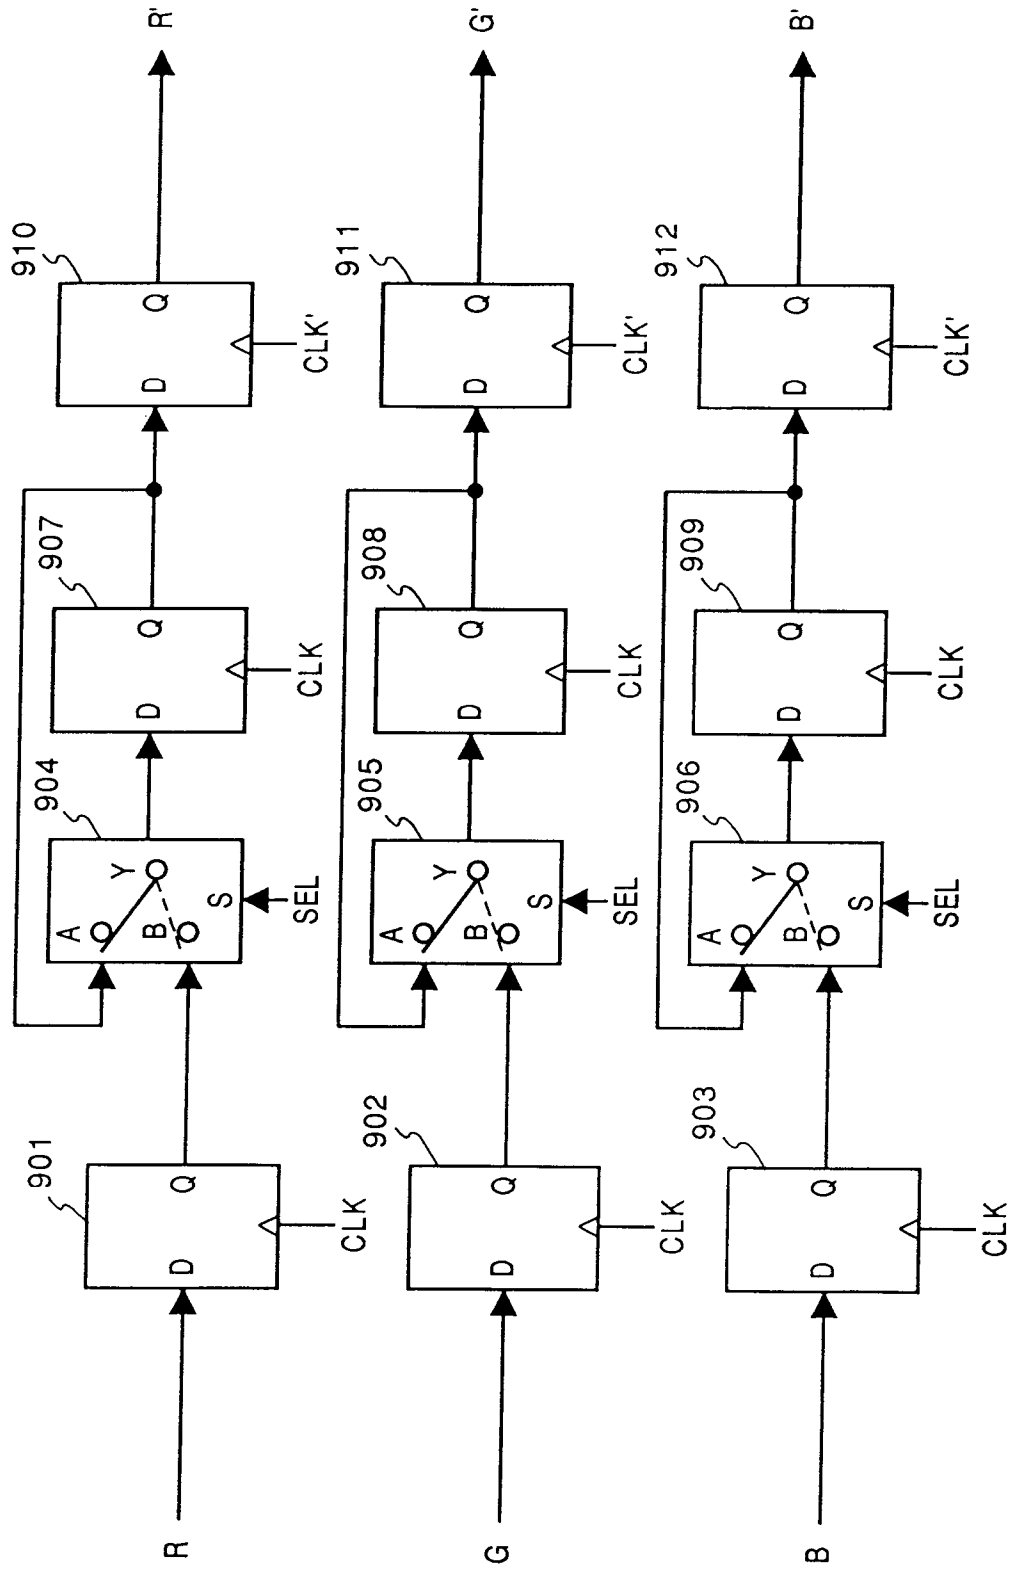 R
D
Q
CLK
901
A
B
Y
S
SEL
904
D
Q
CLK
907
D
Q
CLK'
910
R'
G
D
Q
CLK
902
A
B
Y
S
SEL
905
D
Q
CLK
908
D
Q
CLK'
911
G'
B
D
Q
CLK
903
A
B
Y
S
SEL
906
D
Q
CLK
909
D
Q
CLK'
912
B'